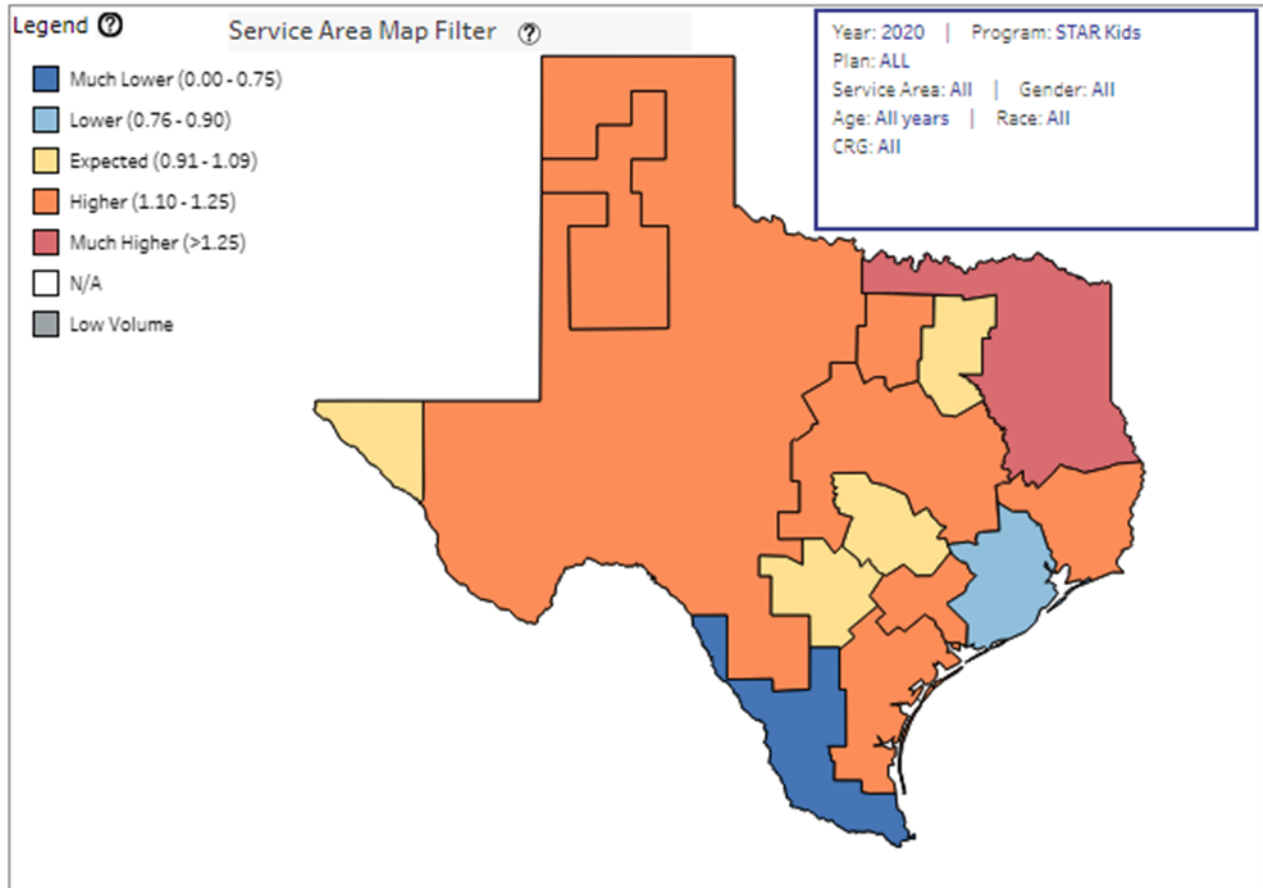 Legend ?
Service Area Map Filter ?
Much Lower (0.00 - 0.75)
Lower (0.76 - 0.90)
Expected (0.91 - 1.09)
Higher (1.10 - 1.25)
Much Higher (>1.25)
N/A
Low Volume
Year: 2020 | Program: STAR Kids
Plan: ALL
Service Area: All | Gender: All
Age: All years | Race: All
CRG: All